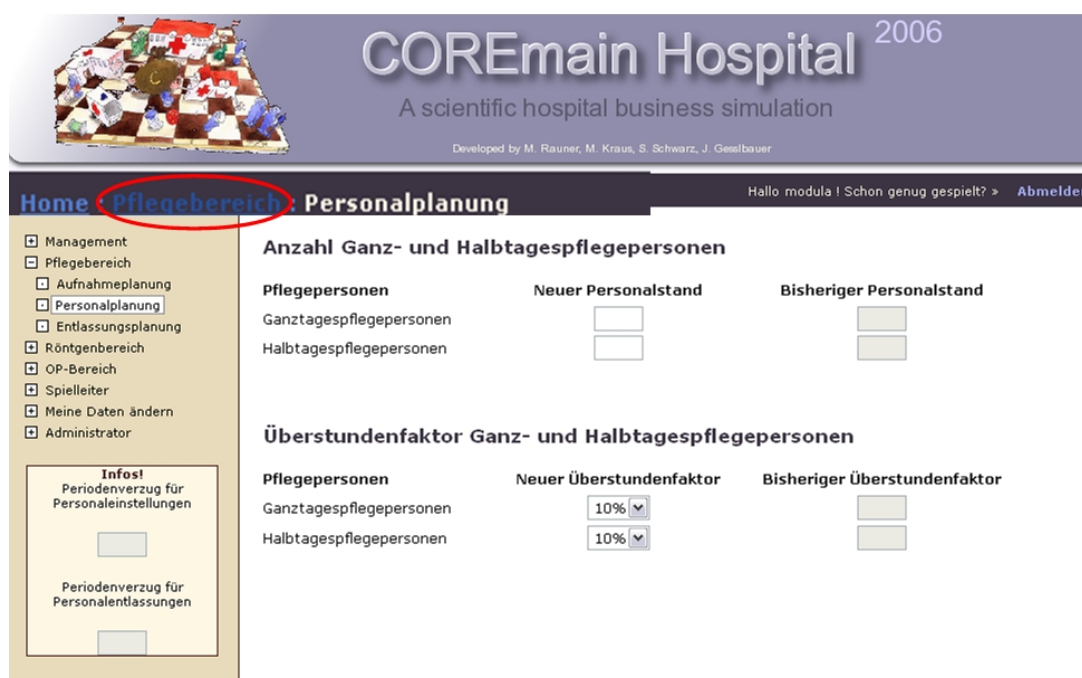 COREmain Hospital 2006
A scientific hospital business simulation
Developed by M. Rauner, M. Kraus, S. Schwarz, J. Gesslbauer
Hallo modula ! Schon genug gespielt? » Abmelde
Home : Pflegebereich : Personalplanung
Management
Pflegebereich
Aufnahmeplanung
Personalplanung
Entlassungsplanung
Röntgenbereich
OP-Bereich
Spielleiter
Meine Daten ändern
Administrator
Infos!
Periodenverzug für
Personaleinstellungen
Periodenverzug für
Personalentlassungen
Anzahl Ganz- und Halbtagespflegepersonen
Pflegepersonen Neuer Personalstand Bisheriger Personalstand
Ganztagespflegepersonen
Halbtagespflegepersonen
Überstundenfaktor Ganz- und Halbtagespflegepersonen
Pflegepersonen Neuer Überstundenfaktor Bisheriger Überstundenfaktor
Ganztagespflegepersonen 10%
Halbtagespflegepersonen 10%